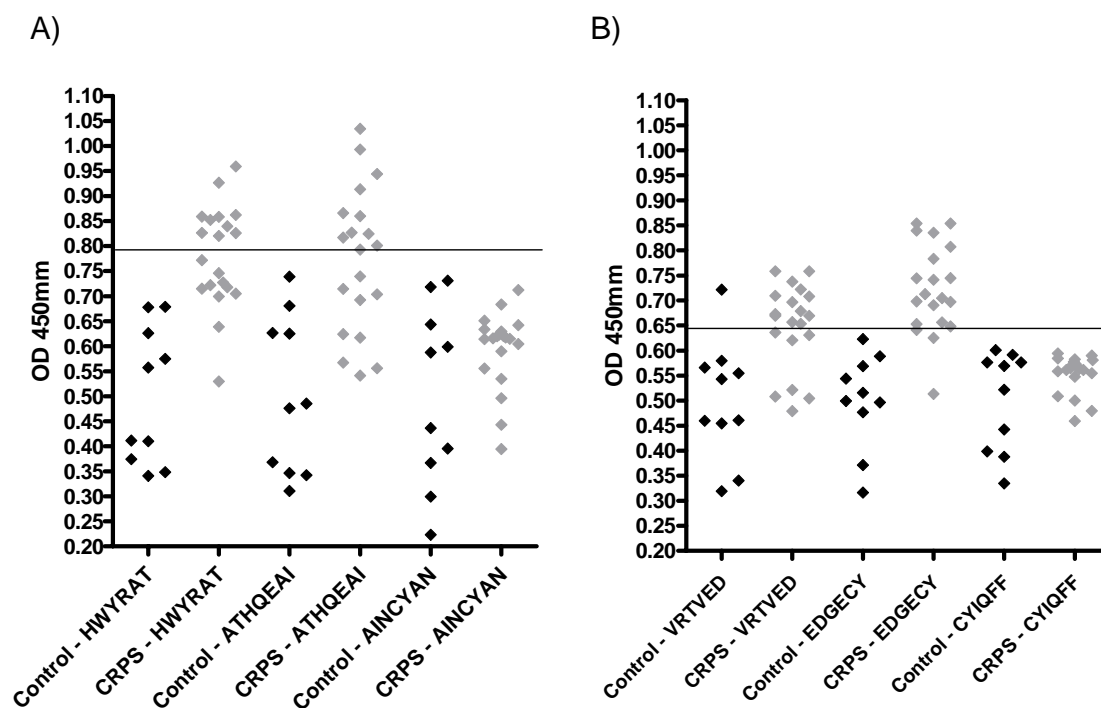 A)
OD 450mm
1.10
1.05
1.00
0.95
0.90
0.85
0.80
0.75
0.70
0.65
0.60
0.55
0.50
0.45
0.40
0.35
0.30
0.25
0.20
Control - HWYRAT
CRPS - HWYRAT
Control - ATHQEAI
CRPS - ATHQEAI
Control - AINCYAN
CRPS - AINCYAN
B)
OD 450mm
1.10
1.05
1.00
0.95
0.90
0.85
0.80
0.75
0.70
0.65
0.60
0.55
0.50
0.45
0.40
0.35
0.30
0.25
0.20
Control - VRTVED
CRPS - VRTVED
Control - EDGECY
CRPS - EDGECY
Control - CYIQFF
CRPS - CYIQFF